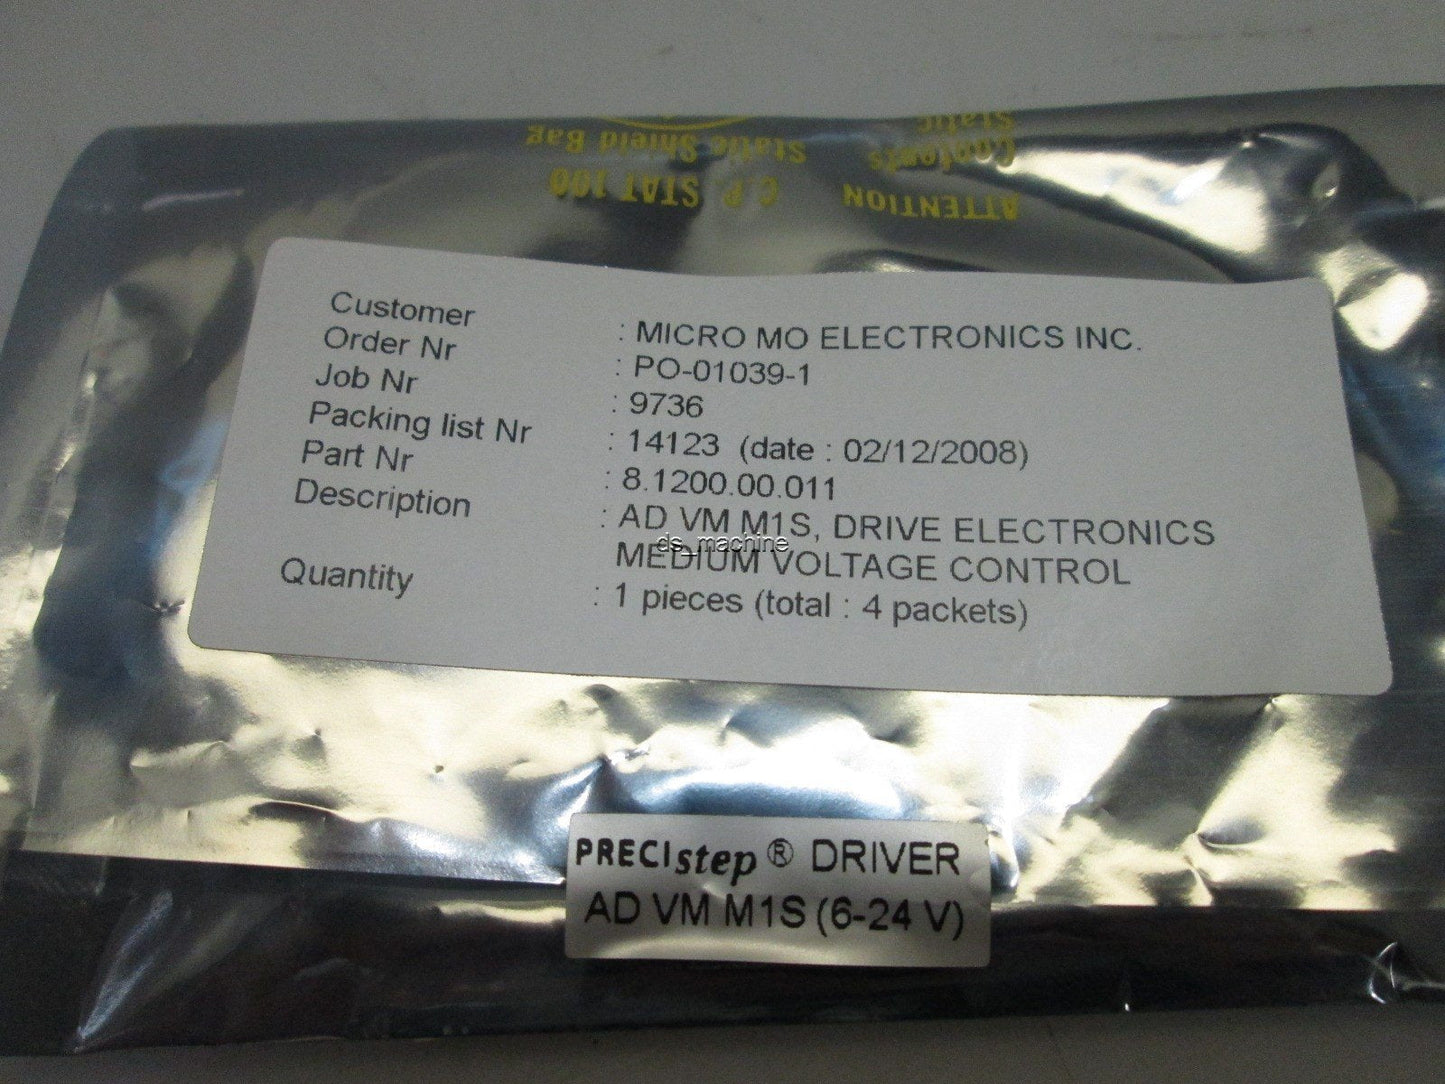 Static
Contents
Static Shield Bag
ATTENTION
C.P. STAT 100
Customer : MICRO MO ELECTRONICS INC.
Order Nr : PO-01039-1
Job Nr : 9736
Packing list Nr : 14123 (date : 02/12/2008)
Part Nr : 8.1200.00.011
Description : AD VM M1S, DRIVE ELECTRONICS
MEDIUM VOLTAGE CONTROL
Quantity : 1 pieces (total : 4 packets)
ds_machine
PRECIstep ® DRIVER
AD VM M1S (6-24 V)